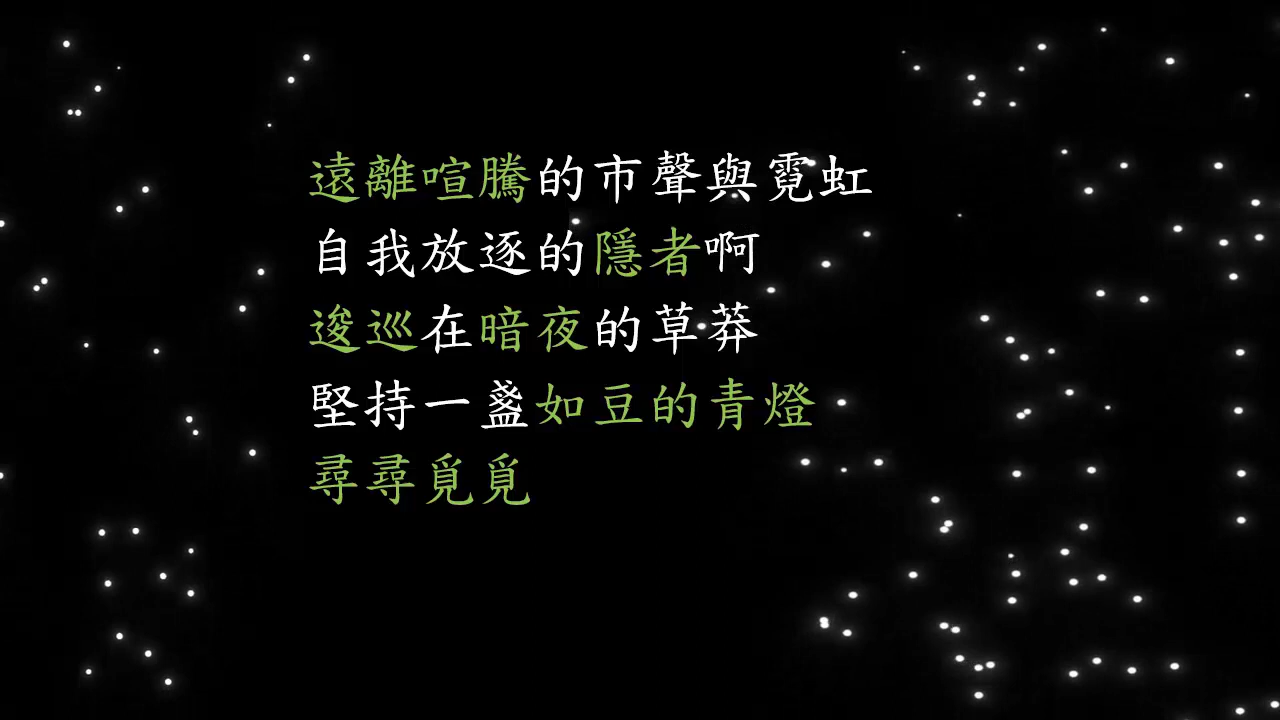 遠離喧騰的市聲與霓虹
自我放逐的隱者啊
逡巡在暗夜的草莽
堅持一盞如豆的青燈
尋尋覓覓